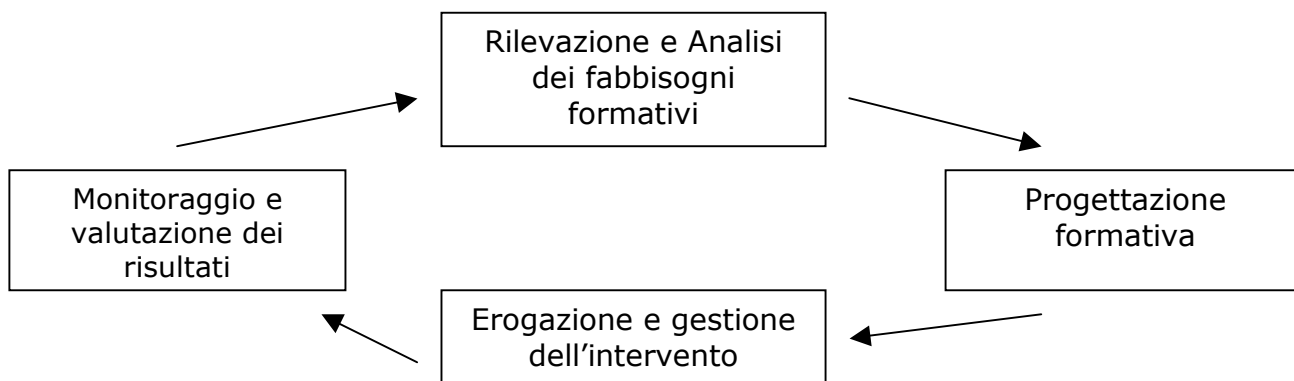 Rilevazione e Analisi
dei fabbisogni
formativi
Progettazione
formativa
Erogazione e gestione
dell’intervento
Monitoraggio e
valutazione dei
risultati